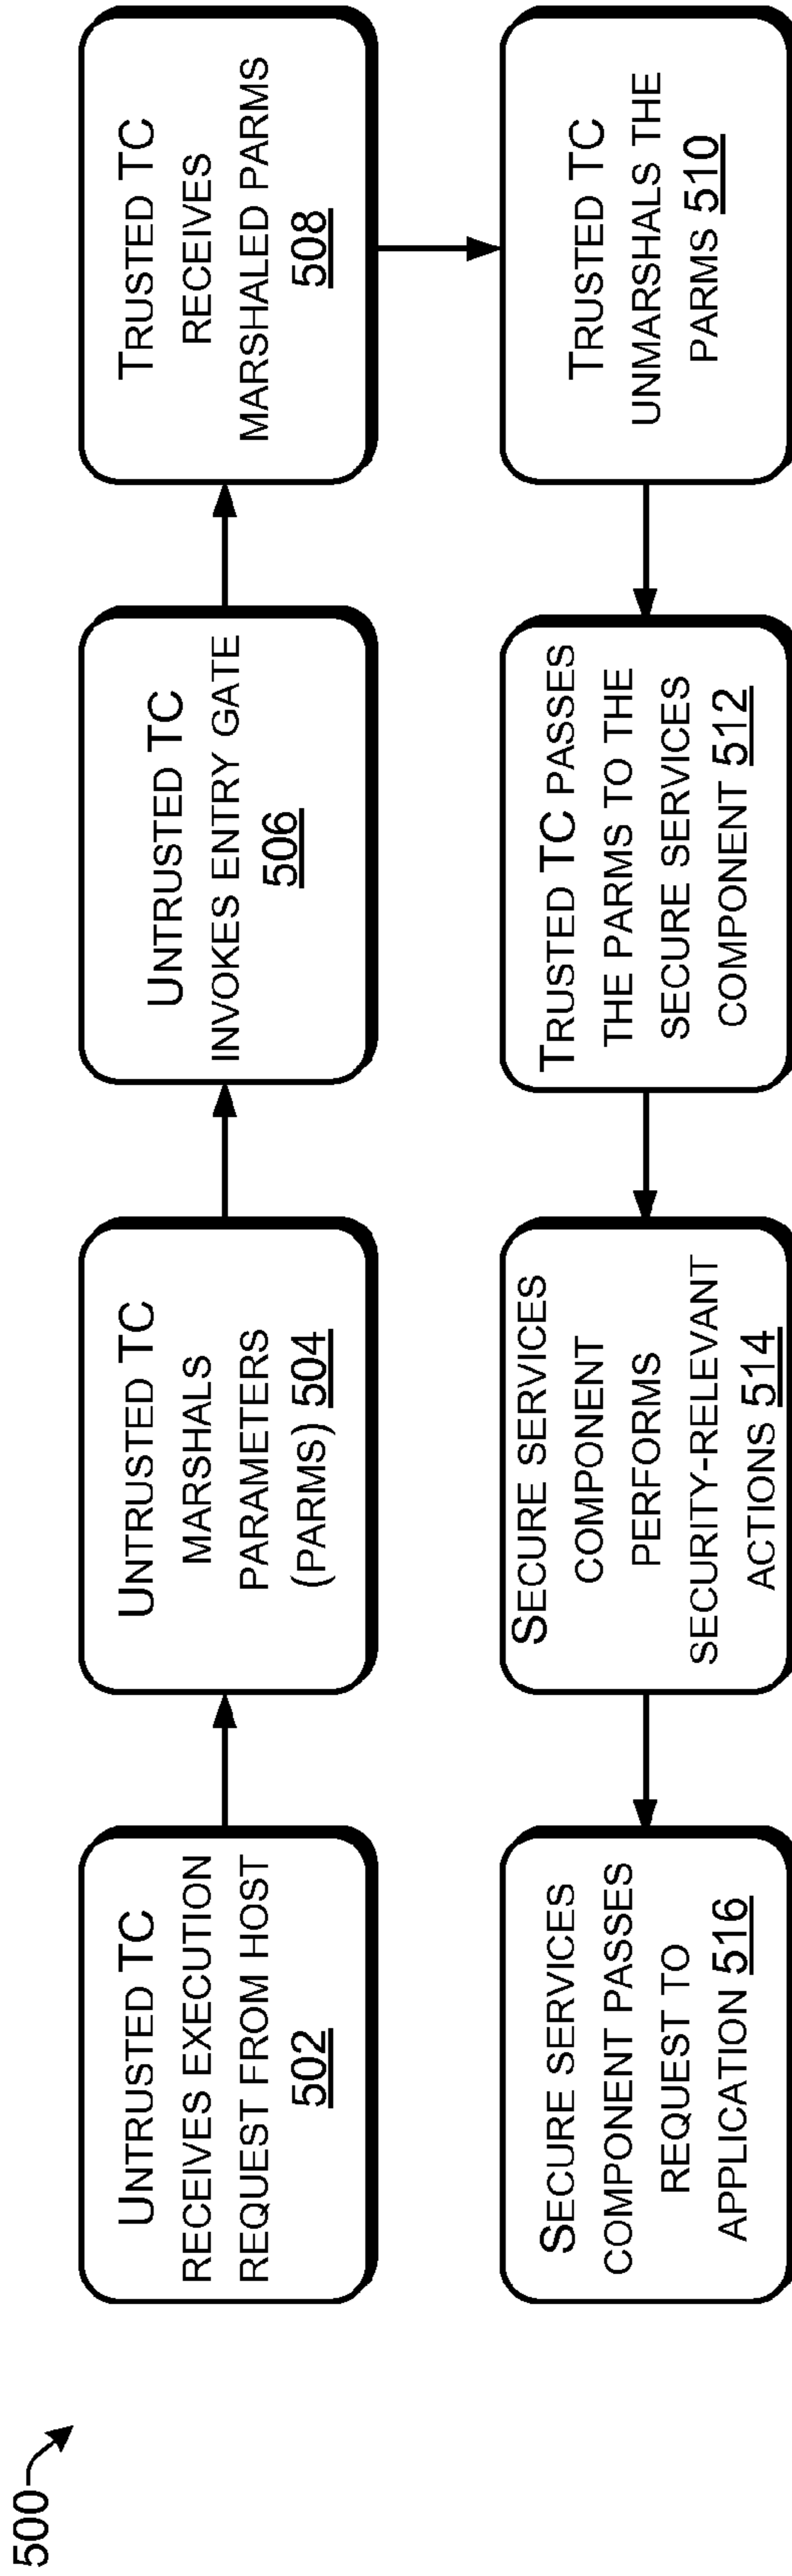 500
UNTRUSTED TC
RECEIVES EXECUTION
REQUEST FROM HOST
502
UNTRUSTED TC
MARSHALS
PARAMETERS
(PARMS) 504
UNTRUSTED TC
INVOKES ENTRY GATE
506
TRUSTED TC
RECEIVES
MARSHALED PARMS
508
TRUSTED TC
UNMARSHALS THE
PARMS 510
TRUSTED TC PASSES
THE PARMS TO THE
SECURE SERVICES
COMPONENT 512
SECURE SERVICES
COMPONENT
PERFORMS
SECURITY-RELEVANT
ACTIONS 514
SECURE SERVICES
COMPONENT PASSES
REQUEST TO
APPLICATION 516